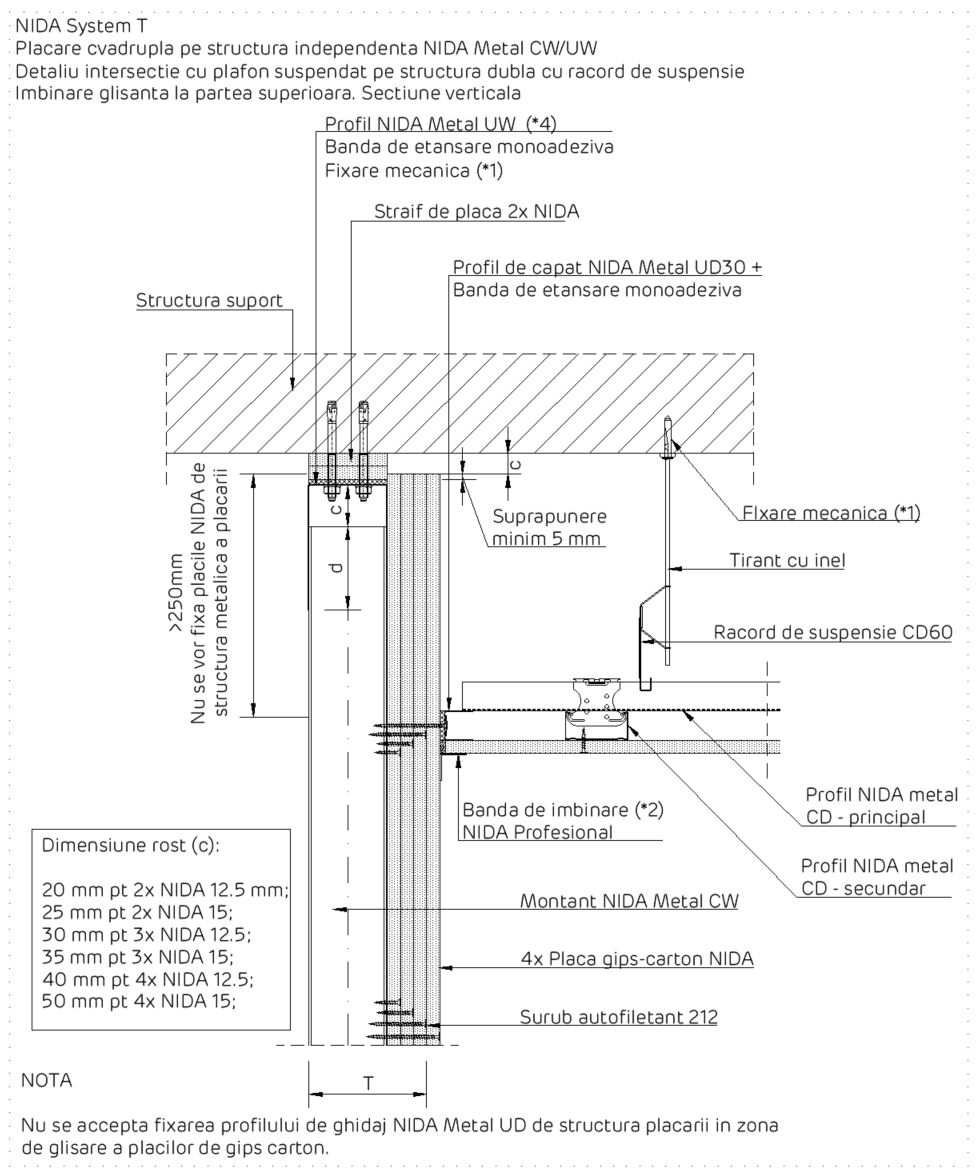 NIDA System T
Placare cvadrupla pe structura independenta NIDA Metal CW/UW
Detaliu intersectie cu plafon suspendat pe structura dubla cu racord de suspensie
Imbinare glisanta la partea superioara. Sectiune verticala
Profil NIDA Metal UW (*4)
Banda de etansare monoadeziva
Fixare mecanica (*1)
Straif de placa 2x NIDA
Profil de capat NIDA Metal UD30 +
Banda de etansare monoadeziva
Structura suport
c
c
d
Suprapunere
minim 5 mm
>250mm
Nu se vor fixa placile NIDA de
structura metalica a placarii
FIxare mecanica (*1)
Tirant cu inel
Racord de suspensie CD60
Profil NIDA metal
CD - principal
Profil NIDA metal
CD - secundar
Banda de imbinare (*2)
NIDA Profesional
Montant NIDA Metal CW
4x Placa gips-carton NIDA
Surub autofiletant 212
Dimensiune rost (c):
20 mm pt 2x NIDA 12.5 mm;
25 mm pt 2x NIDA 15;
30 mm pt 3x NIDA 12.5;
35 mm pt 3x NIDA 15;
40 mm pt 4x NIDA 12.5;
50 mm pt 4x NIDA 15;
T
NOTA
Nu se accepta fixarea profilului de ghidaj NIDA Metal UD de structura placarii in zona
de glisare a placilor de gips carton.